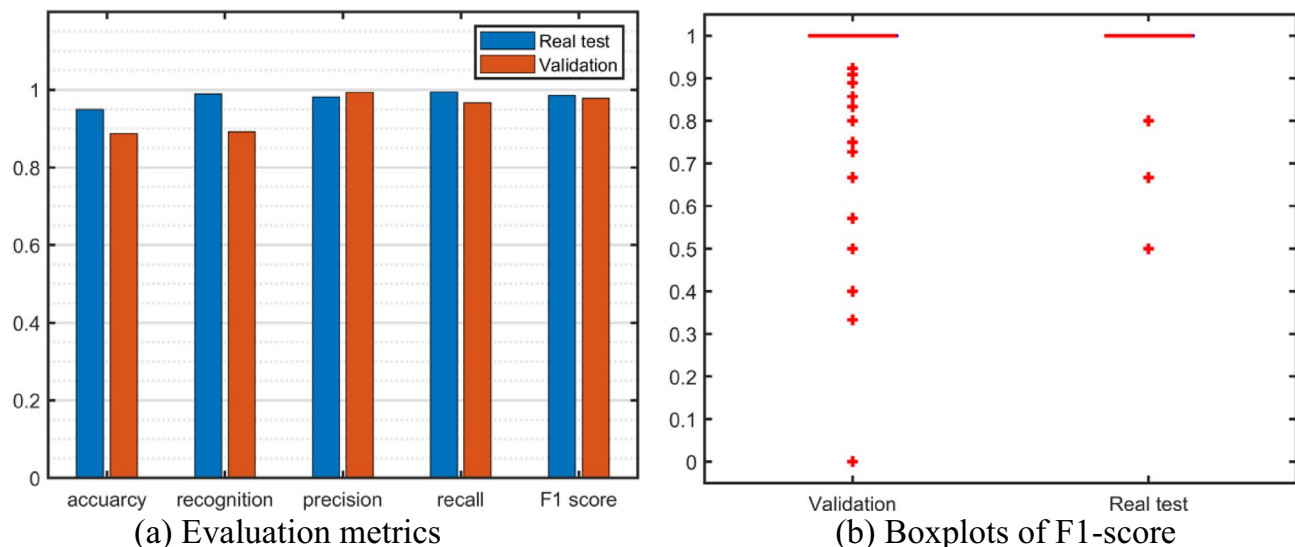 Real test
Validation
1
0.8
0.6
0.4
0.2
0
accuarcy recognition precision recall F1 score
(a) Evaluation metrics
1
0.9
0.8
0.7
0.6
0.5
0.4
0.3
0.2
0.1
0
Validation Real test
(b) Boxplots of F1-score